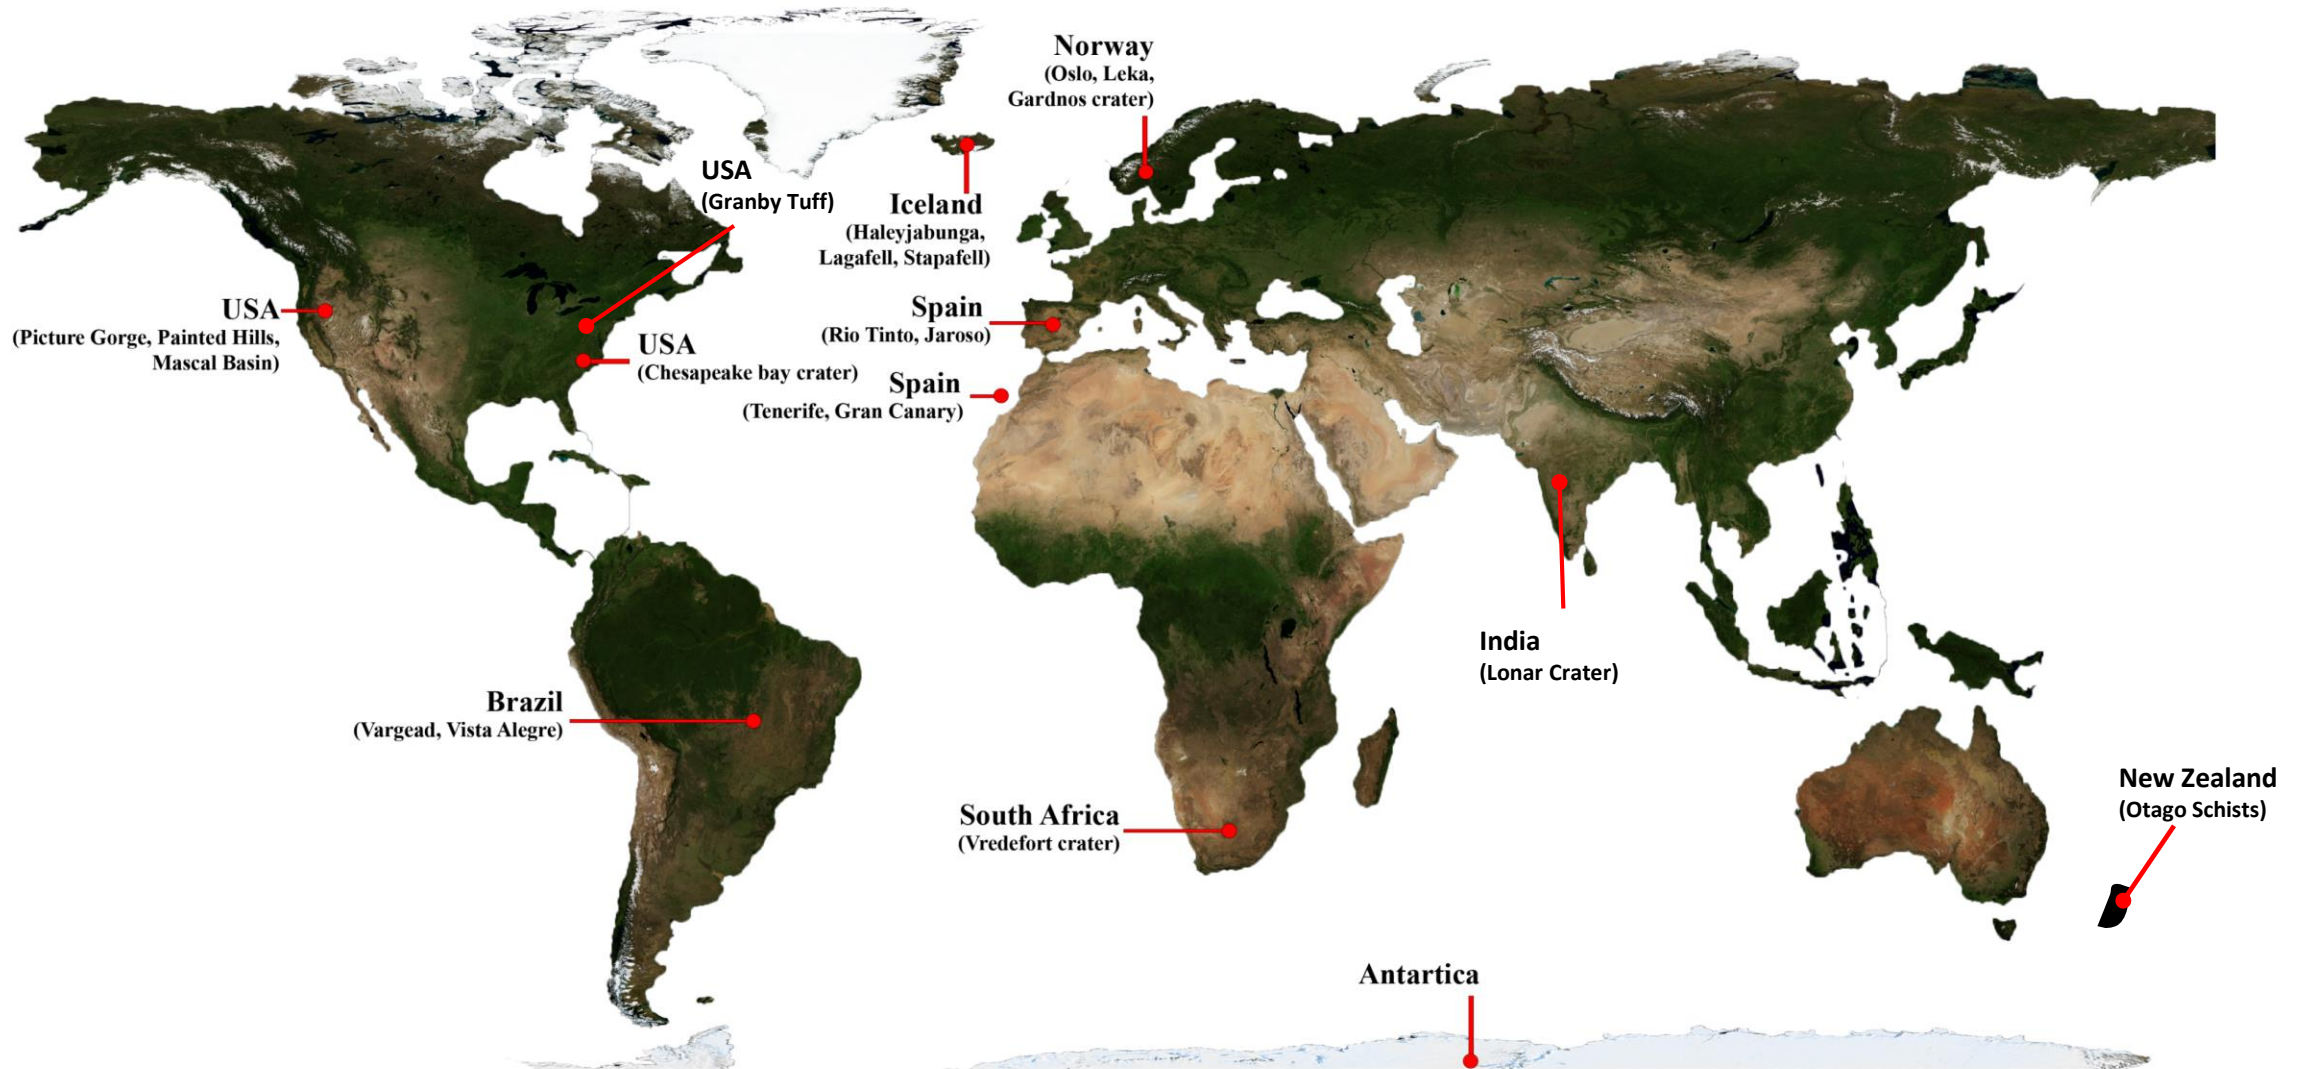 Norway
(Oslo, Leka,
Gardnos crater)
USA
(Granby Tuff)
Iceland
(Haleyjabunga,
Lagafell, Stapafell)
USA
(Picture Gorge, Painted Hills,
Mascal Basin)
Spain
(Rio Tinto, Jaroso)
USA
(Chesapeake bay crater)
Spain
(Tenerife, Gran Canary)
India
(Lonar Crater)
Brazil
(Vargead, Vista Alegre)
New Zealand
(Otago Schists)
South Africa
(Vredefort crater)
Antartica